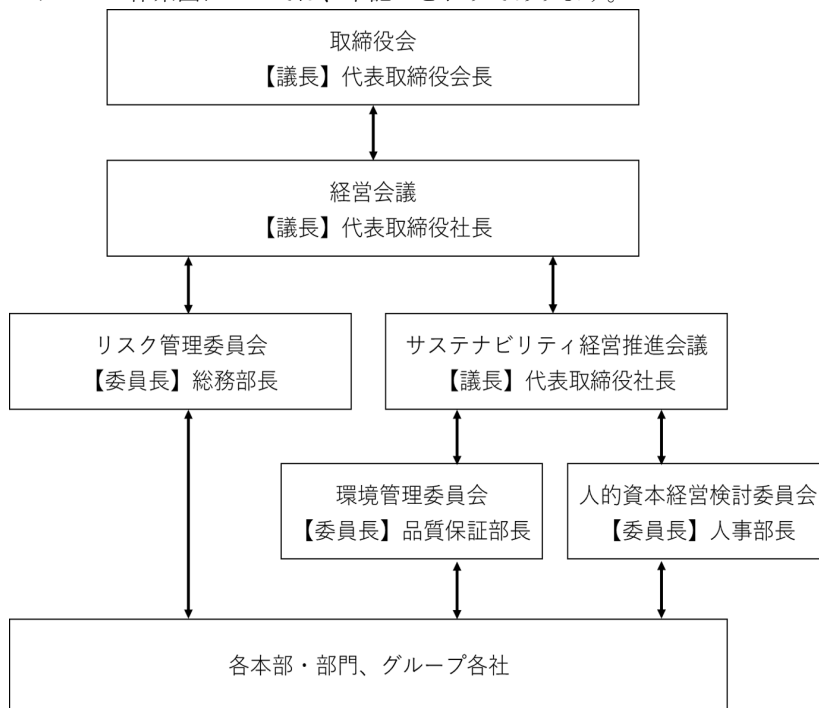 取締役会
【議長】代表取締役会長
経営会議
【議長】代表取締役社長
リスク管理委員会
【委員長】総務部長
サステナビリティ経営推進会議
【議長】代表取締役社長
環境管理委員会
【委員長】品質保証部長
人的資本経営検討委員会
【委員長】人事部長
各本部・部門、グループ各社